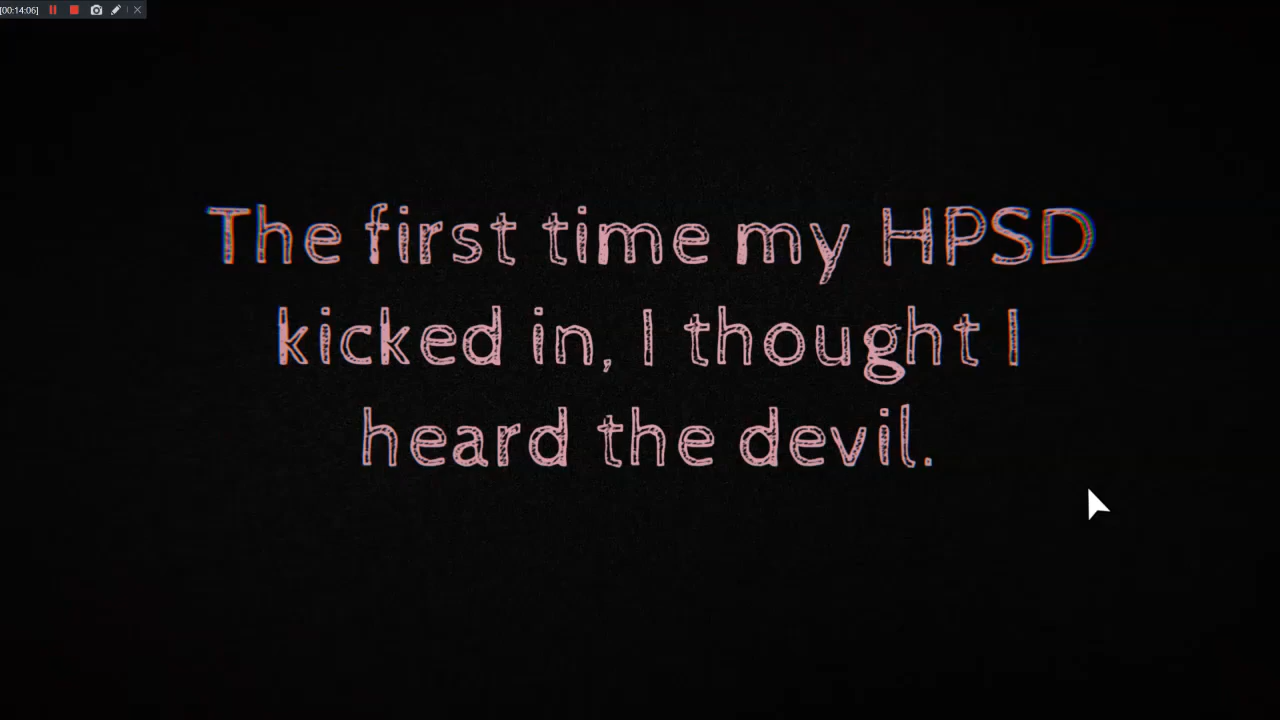 [00:14:06]
The first time my HPSD
kicked in, I thought I
heard the devil.